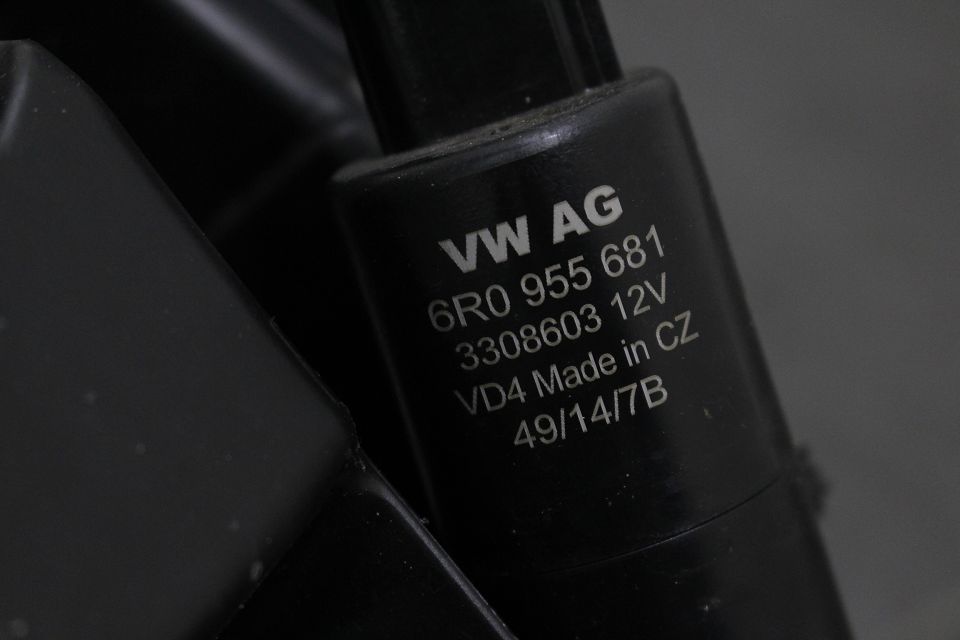 VW AG
6R0 955 681
3308603 12V
VD4 Made in CZ
49/14/7B